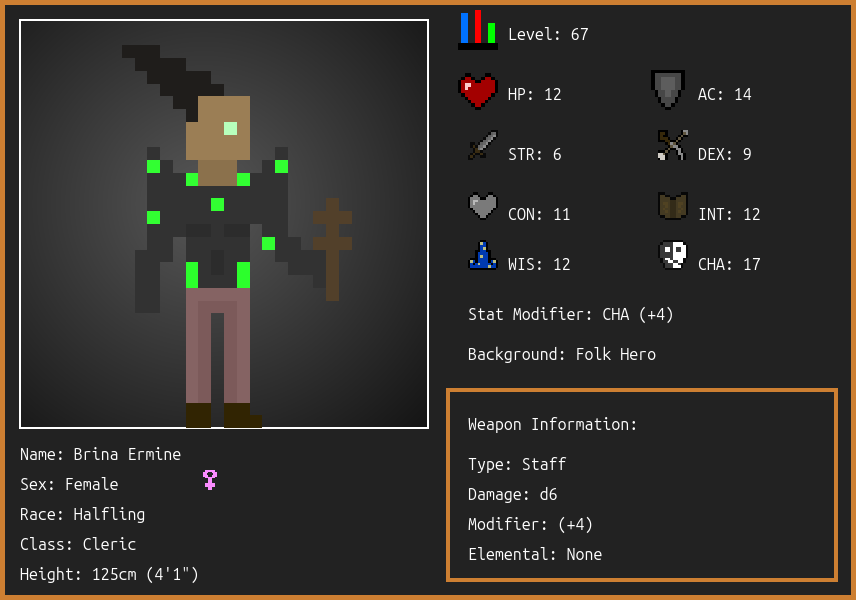 Level: 67
HP: 12 AC: 14
STR: 6 DEX: 9
CON: 11 INT: 12
WIS: 12 CHA: 17
Stat Modifier: CHA (+4)
Background: Folk Hero
Weapon Information:
Type: Staff
Damage: d6
Modifier: (+4)
Elemental: None
Name: Brina Ermine
Sex: Female
Race: Halfling
Class: Cleric
Height: 125cm (4'1")